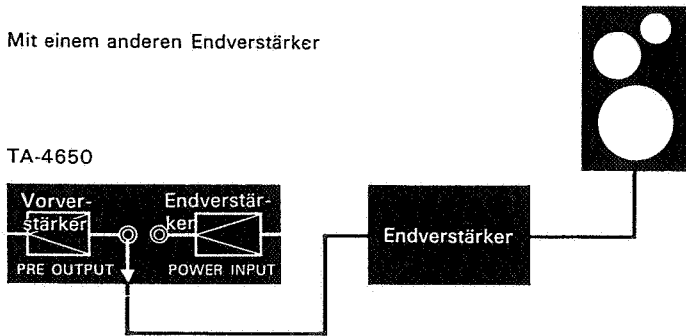 Mit einem anderen Endverstärker
TA-4650
Vorver-
stärker
Endverstär-
ker
PRE OUTPUT
POWER INPUT
Endverstärker